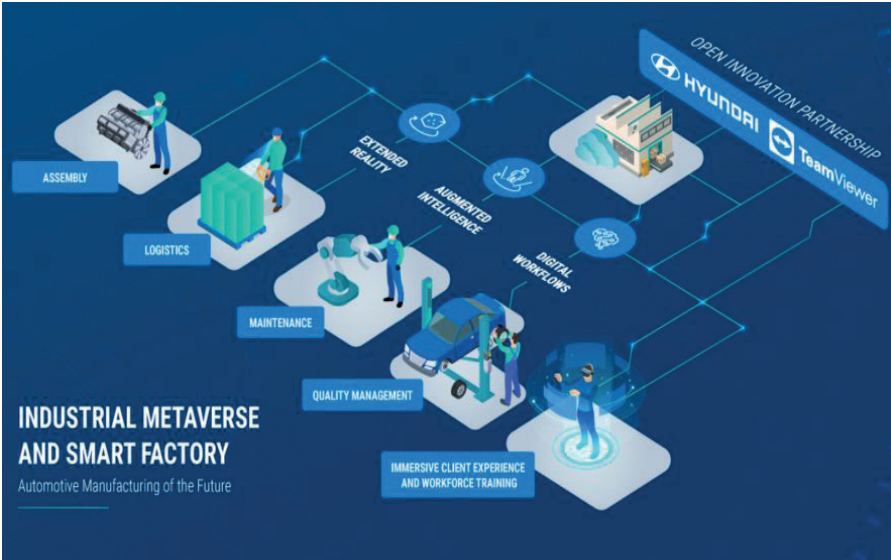 OPEN INNOVATION PARTNERSHIP
HYUNDAI
TeamViewer
ASSEMBLY
EXTENDED
REALITY
LOGISTICS
AUGMENTED
INTELLIGENCE
DIGITAL
WORKFLOWS
MAINTENANCE
QUALITY MANAGEMENT
IMMERSIVE CLIENT EXPERIENCE
AND WORKFORCE TRAINING
INDUSTRIAL METAVERSE
AND SMART FACTORY
Automotive Manufacturing of the Future